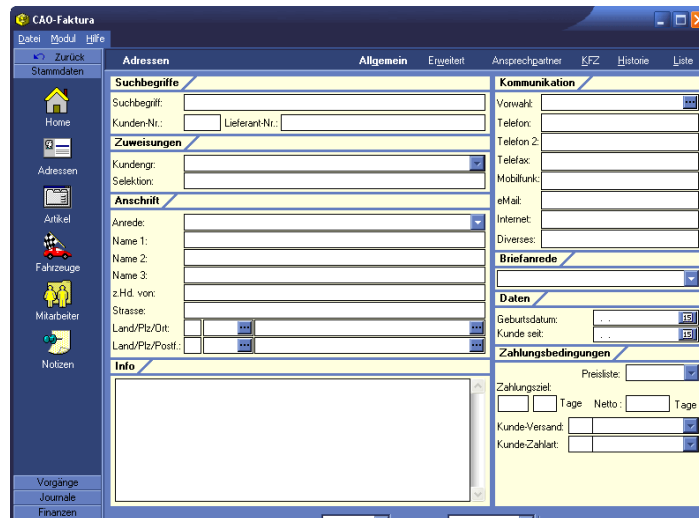 CAO-Faktura
Datei Modul Hilfe
Zurück
Stammdaten
Home
Adressen
Artikel
Fahrzeuge
Mitarbeiter
Notizen
Vorgänge
Journale
Finanzen
Adressen Allgemein Erweitert Ansprechpartner KFZ Historie Liste
Suchbegriffe
Suchbegriff:
Kunden-Nr.: Lieferant-Nr.:
Zuweisungen
Kundengr.:
Selektion:
Anschrift
Anrede:
Name 1:
Name 2:
Name 3:
z.Hd. von:
Strasse:
Land/Plz/Ort:
Land/Plz/Postf.:
Info
Kommunikation
Vorwahl:
Telefon:
Telefon 2:
Telefax:
Mobilfunk:
eMail:
Internet:
Diverses:
Briefanrede
Daten
Geburtsdatum: . . 15
Kunde seit: . . 15
Zahlungsbedingungen
Preisliste:
Zahlungsziel:
Tage Netto : Tage
Kunde-Versand:
Kunde-Zahlart: